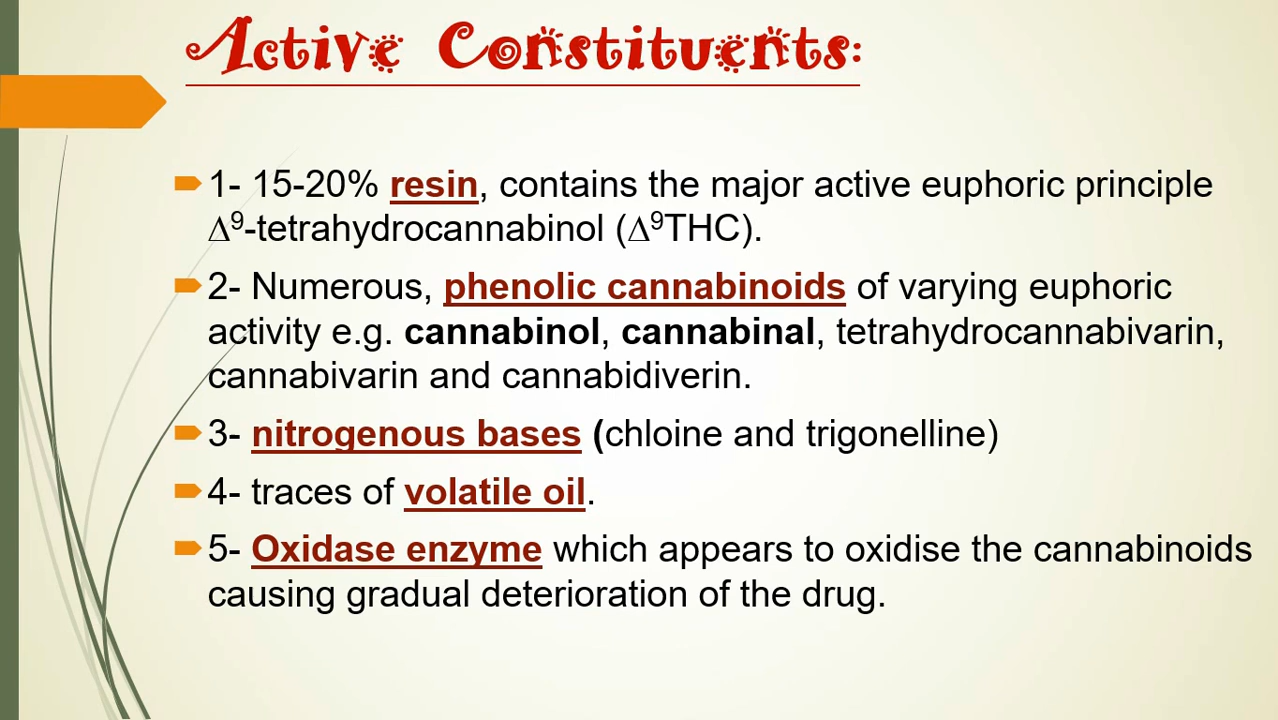 Active Constituents:
1- 15-20% resin, contains the major active euphoric principle
Δ⁹-tetrahydrocannabinol (Δ⁹THC).
2- Numerous, phenolic cannabinoids of varying euphoric
activity e.g. cannabinol, cannabinal, tetrahydrocannabivarin,
cannabivarin and cannabidiverin.
3- nitrogenous bases (chloine and trigonelline)
4- traces of volatile oil.
5- Oxidase enzyme which appears to oxidise the cannabinoids
causing gradual deterioration of the drug.